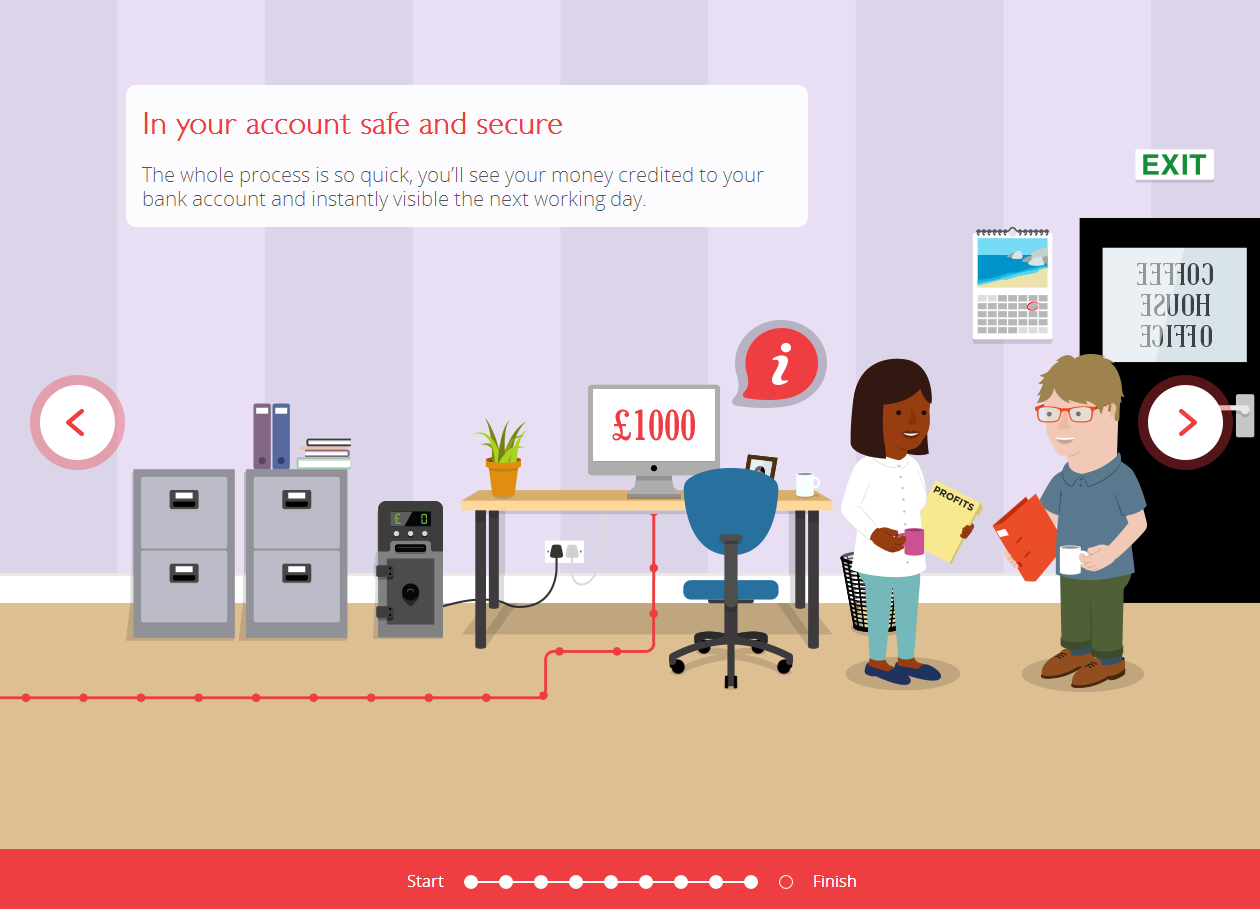 In your account safe and secure
The whole process is so quick, you’ll see your money credited to your
bank account and instantly visible the next working day.
EXIT
COFFEE
HOUSE
OFFICE
i
£1000
£ 0
PROFITS
Start
Finish